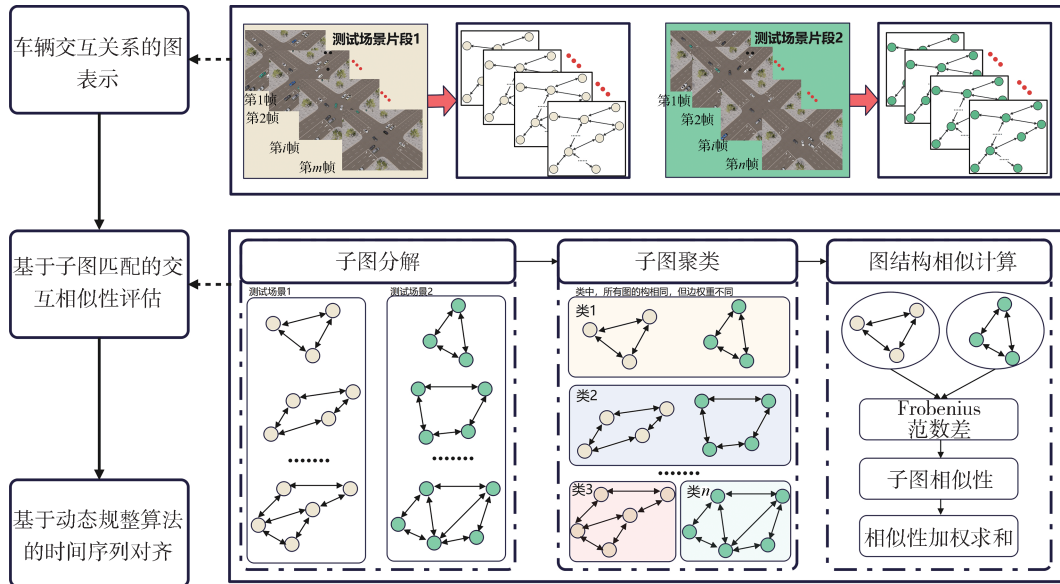 车辆交互关系的图
表示
测试场景片段1
第1帧
第2帧
第i帧
第m帧
测试场景片段2
第1帧
第2帧
第i帧
第n帧
基于子图匹配的交
互相似性评估
子图分解
子图聚类
图结构相似计算
测试场景1
测试场景2
类中，所有图的构相同，但边权重不同
类1
类2
类3
类n
Frobenius
范数差
子图相似性
相似性加权求和
基于动态规整算法
的时间序列对齐